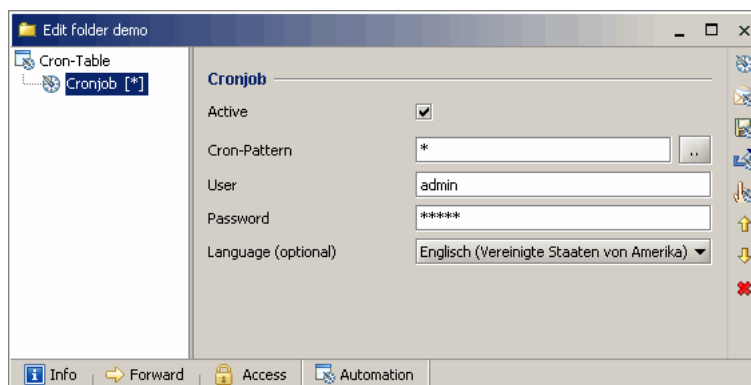 Edit folder demo
Cron-Table
Cronjob [*]
Cronjob
Active
Cron-Pattern
*
..
User
admin
Password
*****
Language (optional)
Englisch (Vereinigte Staaten von Amerika)
Info
Forward
Access
Automation